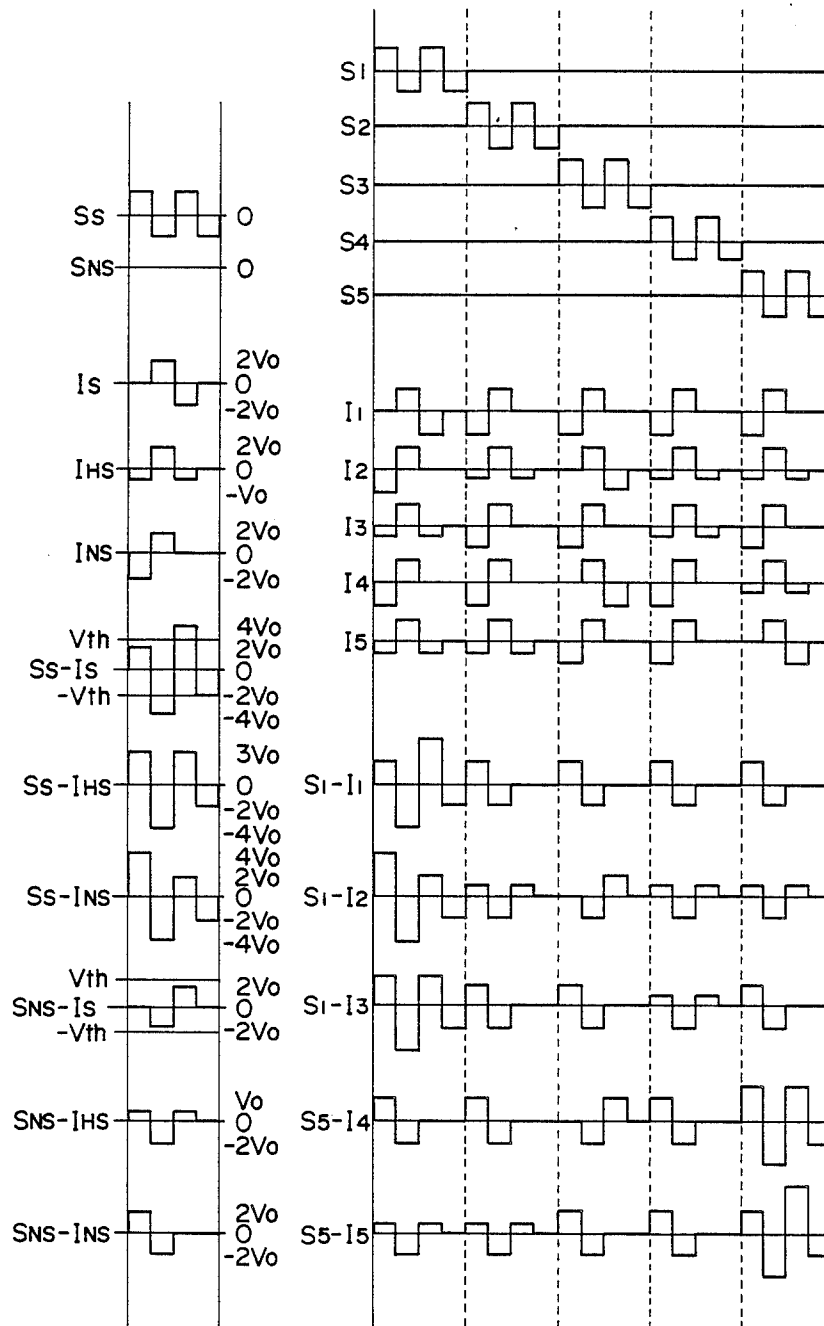 Ss 0
SNS 0
Is 2Vo 0 -2Vo
IHS 2Vo 0 -Vo
INS 2Vo 0 -2Vo
Vth 4Vo
2Vo
Ss-Is 0
-Vth -2Vo
-4Vo
Ss-IHS 3Vo 0 -2Vo -4Vo
Ss-INS 4Vo 2Vo 0 -2Vo -4Vo
Vth
2Vo
SNS-Is 0
-Vth -2Vo
SNS-IHS Vo 0 -2Vo
SNS-INS 2Vo 0 -2Vo
S1
S2
S3
S4
S5
I1
I2
I3
I4
I5
S1-I1
S1-I2
S1-I3
S5-I4
S5-I5